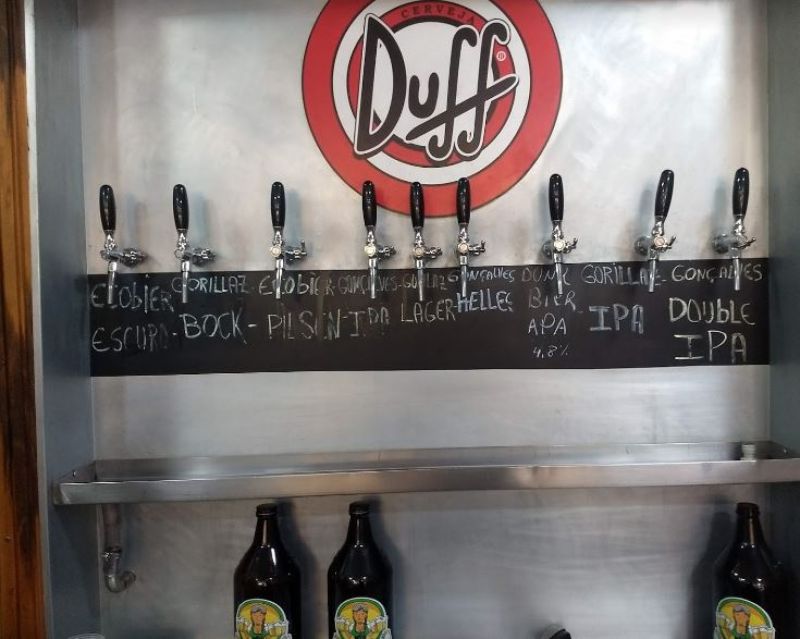 CERVEJA
Duff
ECOBIER
ESCURA-
GORILLAZ
BOCK-
ECOBIER
PILSEN-
GONÇALVES
IPA
GORILLAZ
LAGER
GONÇALVES
HELLES
BIER
APA
4.8%
GORILLAZ-
IPA
GONÇALVES
DOUBLE
IPA